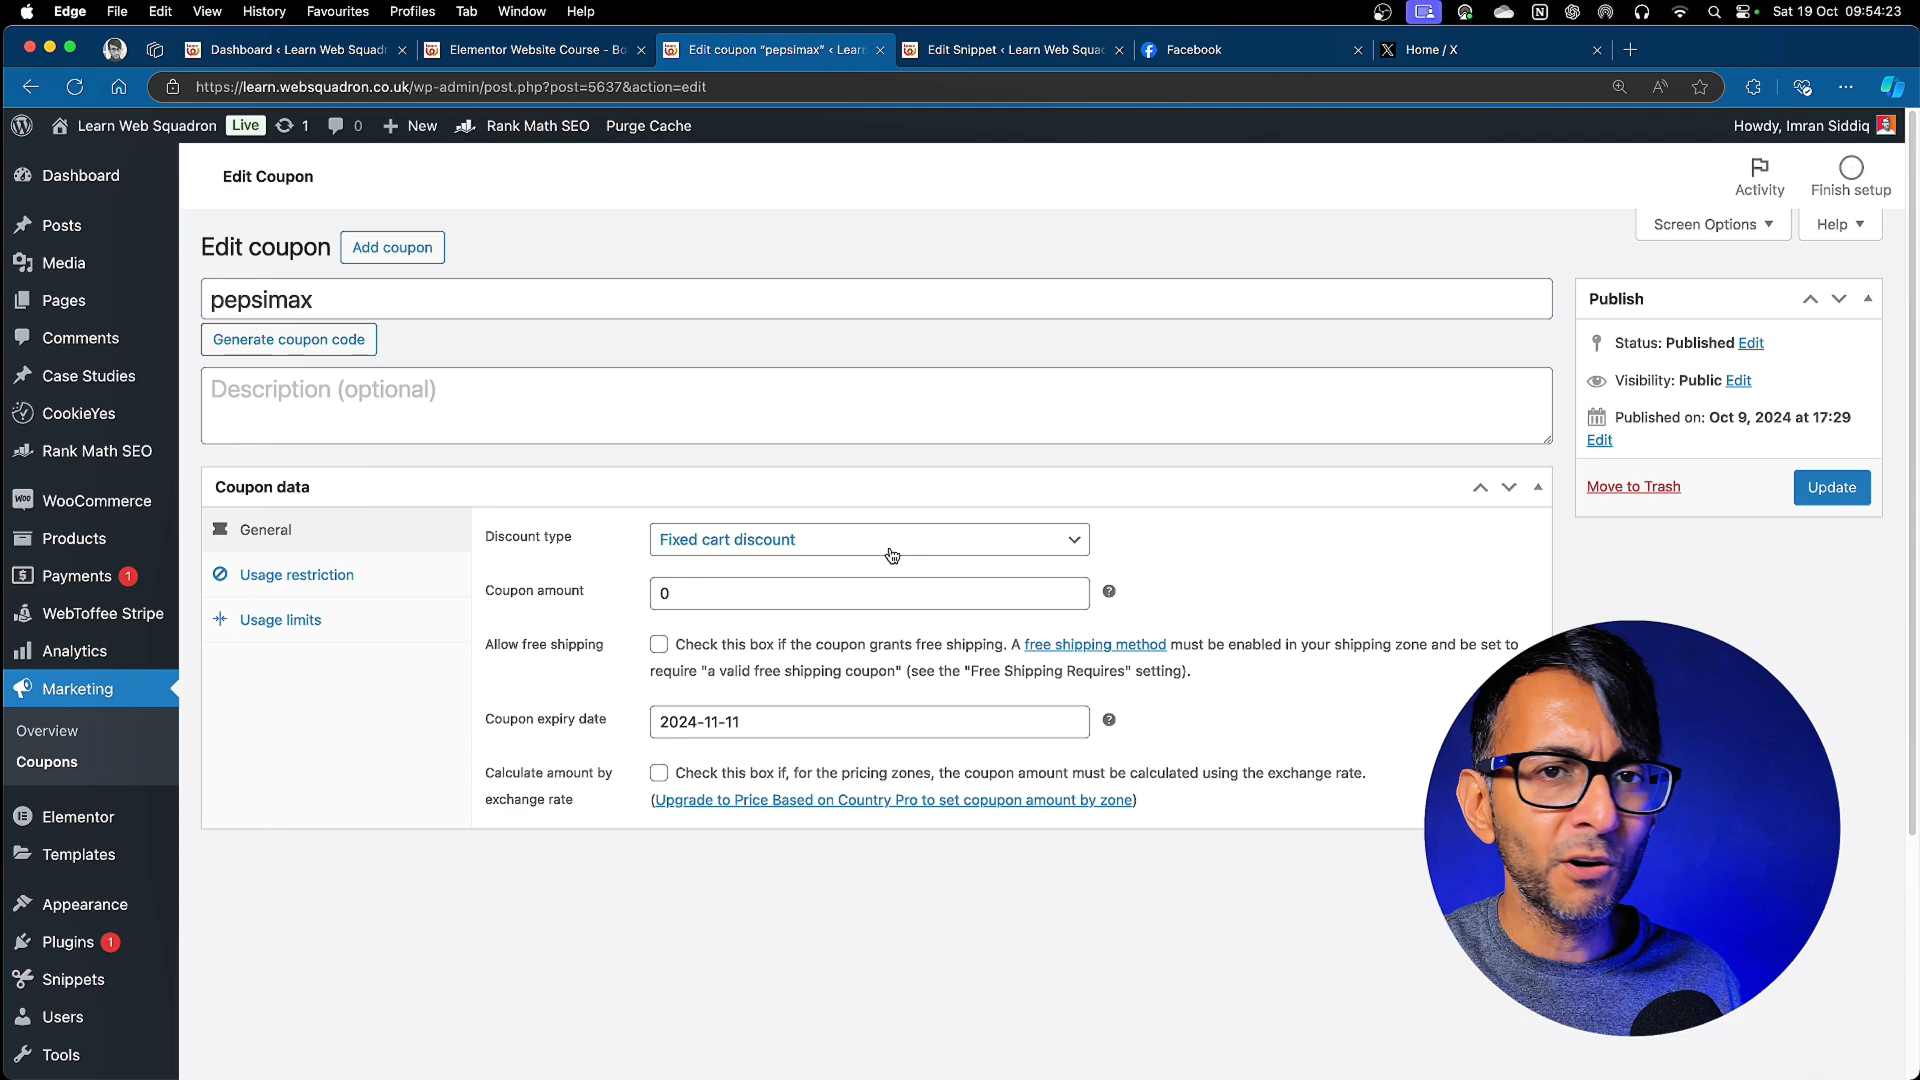 Edge File Edit View History Favourites Profiles Tab Window Help Sat 19 Oct 09:54:23
Dashboard ‹ Learn Web Squadr Elementor Website Course - Bo Edit coupon “pepsimax” ‹ Learn Edit Snippet ‹ Learn Web Squad Facebook Home / X
https://learn.websquadron.co.uk/wp-admin/post.php?post=5637&action=edit
Learn Web Squadron Live 1 0 New Rank Math SEO Purge Cache Howdy, Imran Siddiq
Dashboard
Posts
Media
Pages
Comments
Case Studies
CookieYes
Rank Math SEO
WOO WooCommerce
Products
Payments 1
WebToffee Stripe
Analytics
Marketing
Overview
Coupons
Elementor
Templates
Appearance
Plugins 1
Snippets
Users
Tools
Edit Coupon
Activity Finish setup
Screen Options Help
Edit coupon Add coupon
pepsimax
Generate coupon code
Description (optional)
Publish
Status: Published Edit
Visibility: Public Edit
Published on: Oct 9, 2024 at 17:29
Edit
Move to Trash Update
Coupon data
General
Usage restriction
Usage limits
Discount type Fixed cart discount
Coupon amount 0
Allow free shipping Check this box if the coupon grants free shipping. A free shipping method must be enabled in your shipping zone and be set to
require "a valid free shipping coupon" (see the "Free Shipping Requires" setting).
Coupon expiry date 2024-11-11
Calculate amount by Check this box if, for the pricing zones, the coupon amount must be calculated using the exchange rate.
exchange rate (Upgrade to Price Based on Country Pro to set copupon amount by zone)